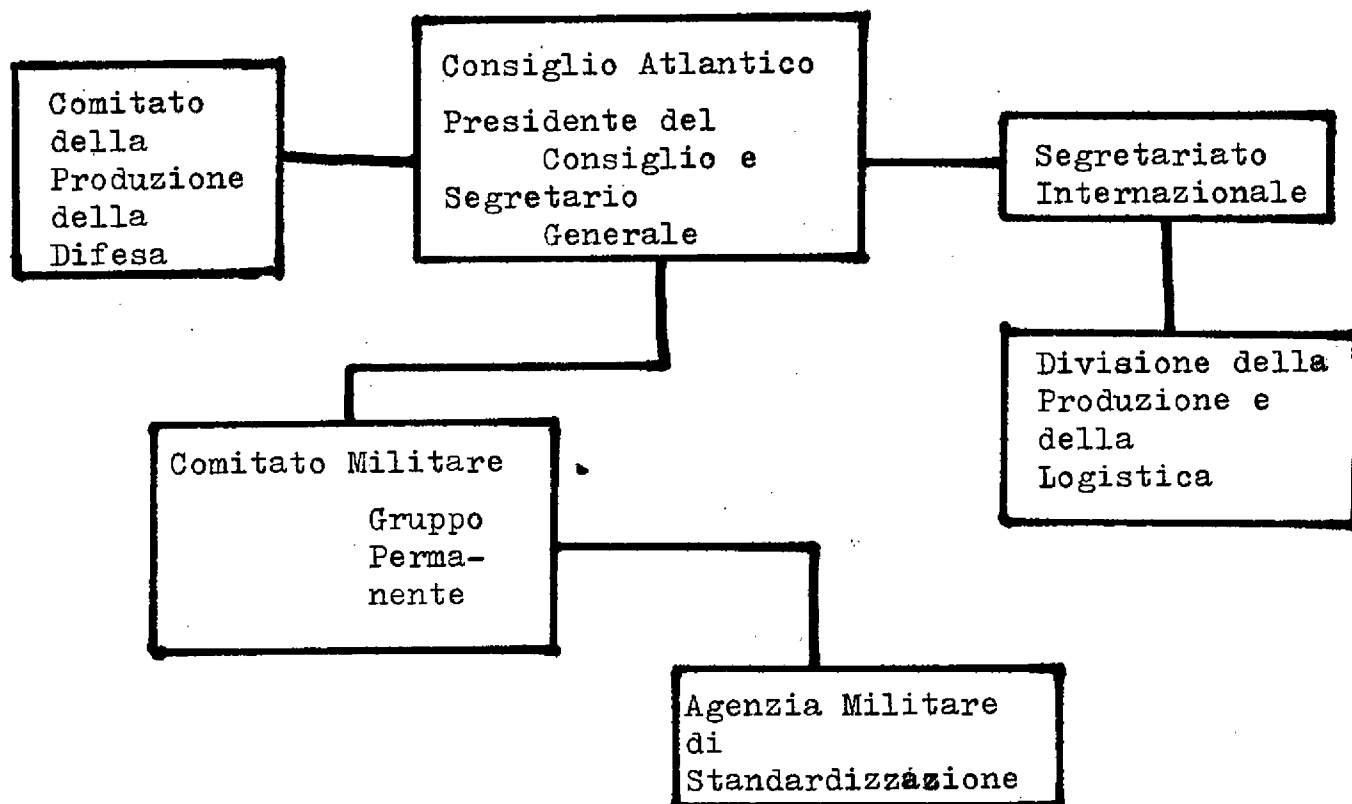 Comitato
della
Produzione
della
Difesa
Consiglio Atlantico
Presidente del
Consiglio e
Segretario
Generale
Segretariato
Internazionale
Divisione della
Produzione e
della
Logistica
Comitato Militare
Gruppo
Perma-
nente
Agenzia Militare
di